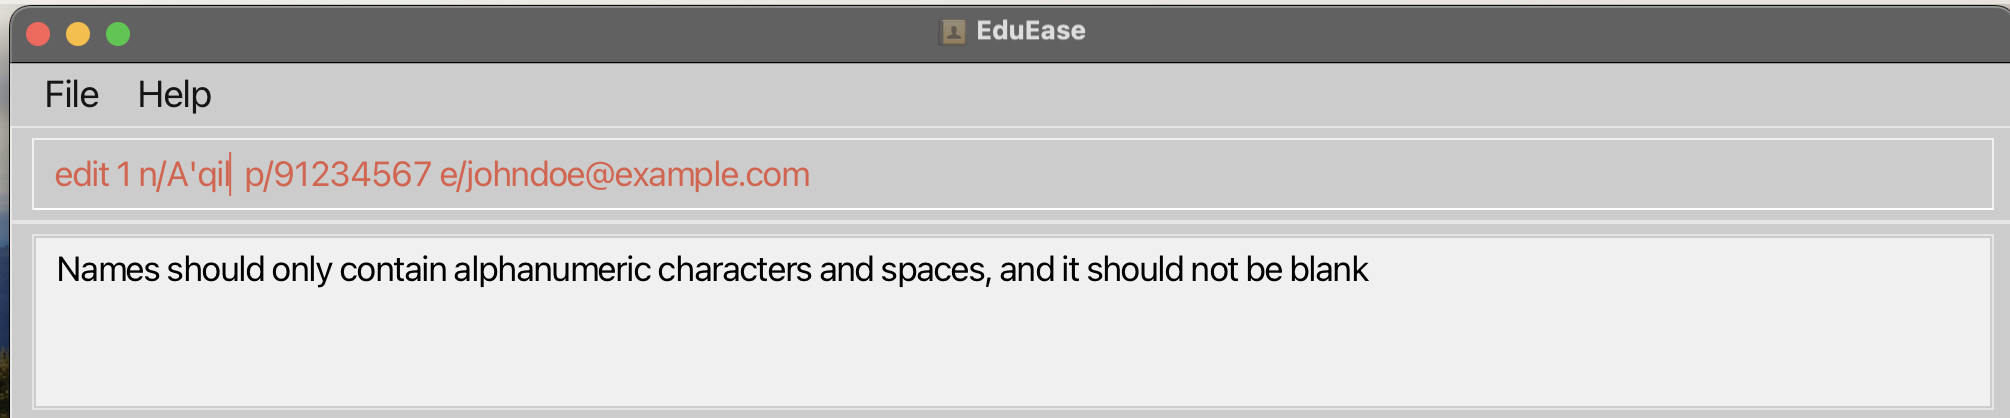 EduEase
File Help
edit 1 n/A'qil p/91234567 e/johndoe@example.com
Names should only contain alphanumeric characters and spaces, and it should not be blank